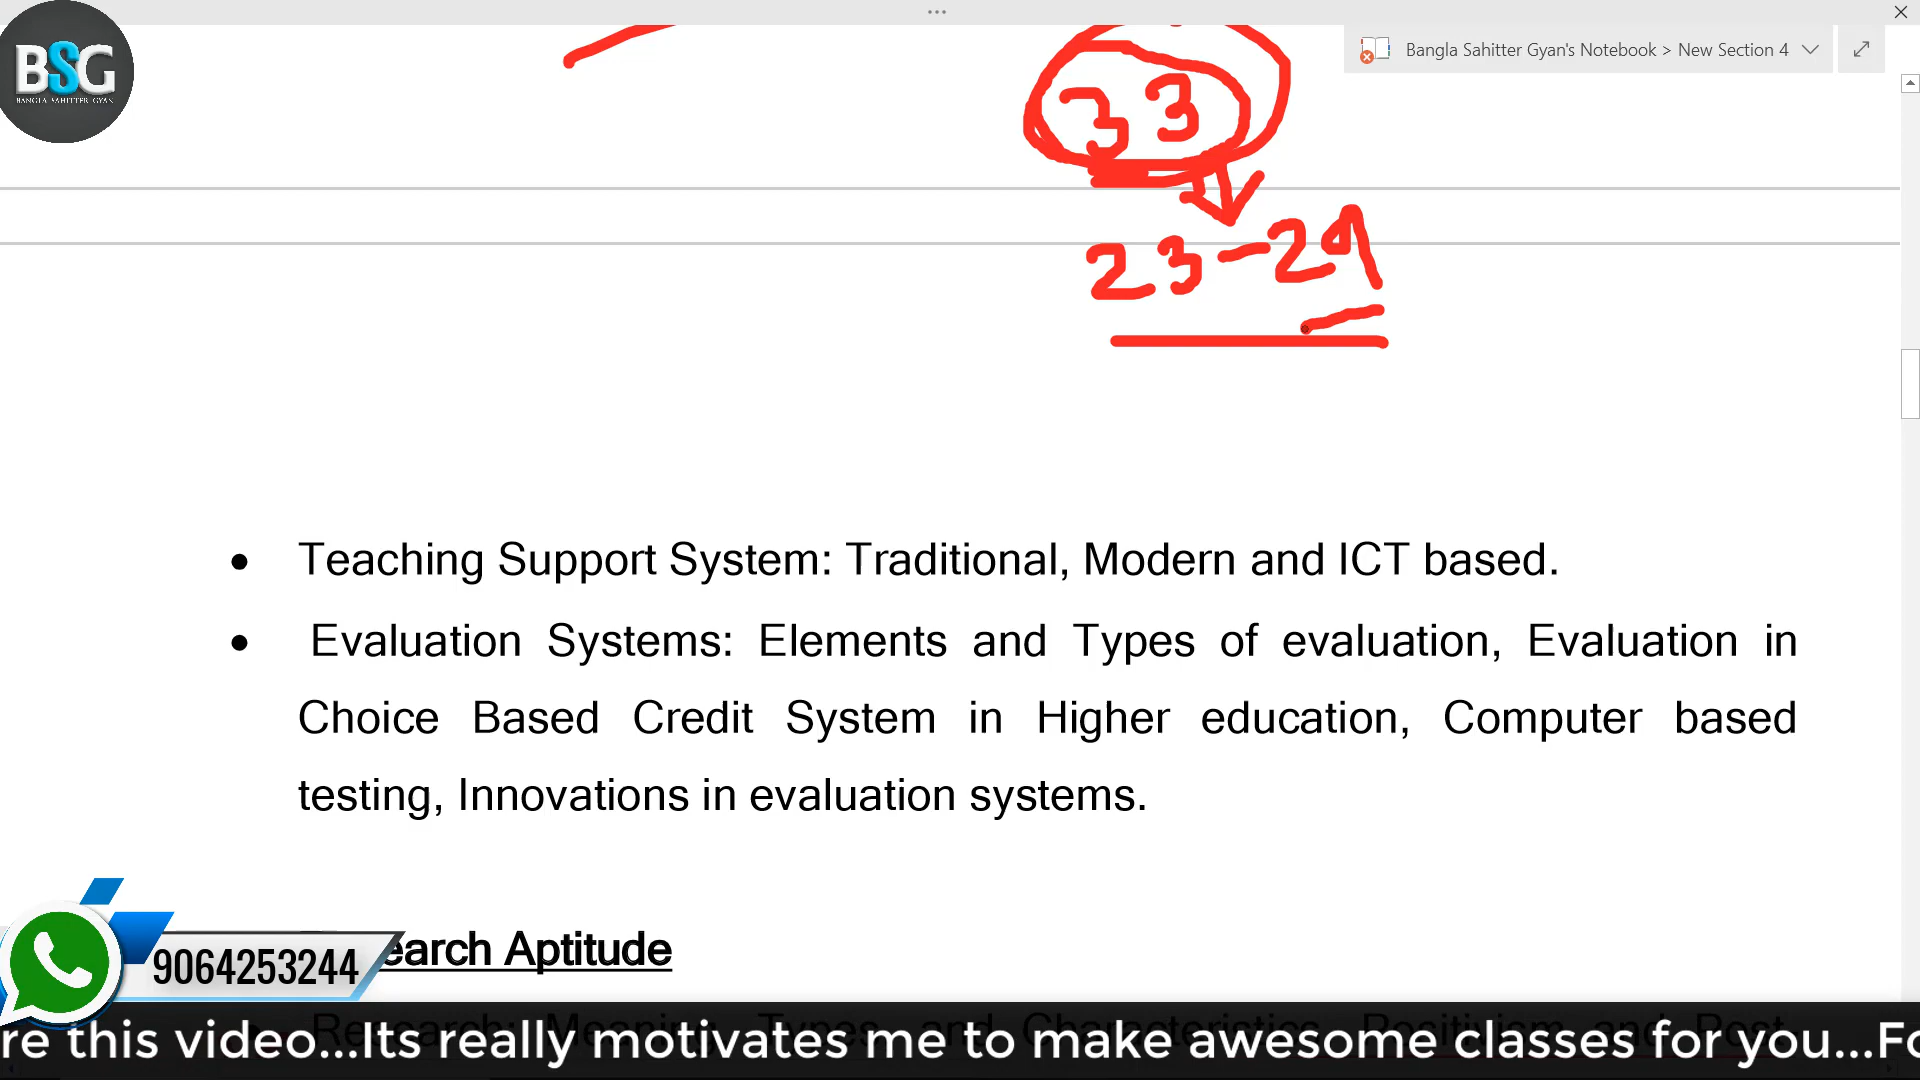 BSG
BANGLA SAHITTER GYAN
Bangla Sahitter Gyan's Notebook > New Section 4
33
23-24
• Teaching Support System: Traditional, Modern and ICT based.
• Evaluation Systems: Elements and Types of evaluation, Evaluation in
Choice Based Credit System in Higher education, Computer based
testing, Innovations in evaluation systems.
earch Aptitude
9064253244
re this video...Its really motivates me to make awesome classes for you...Fo